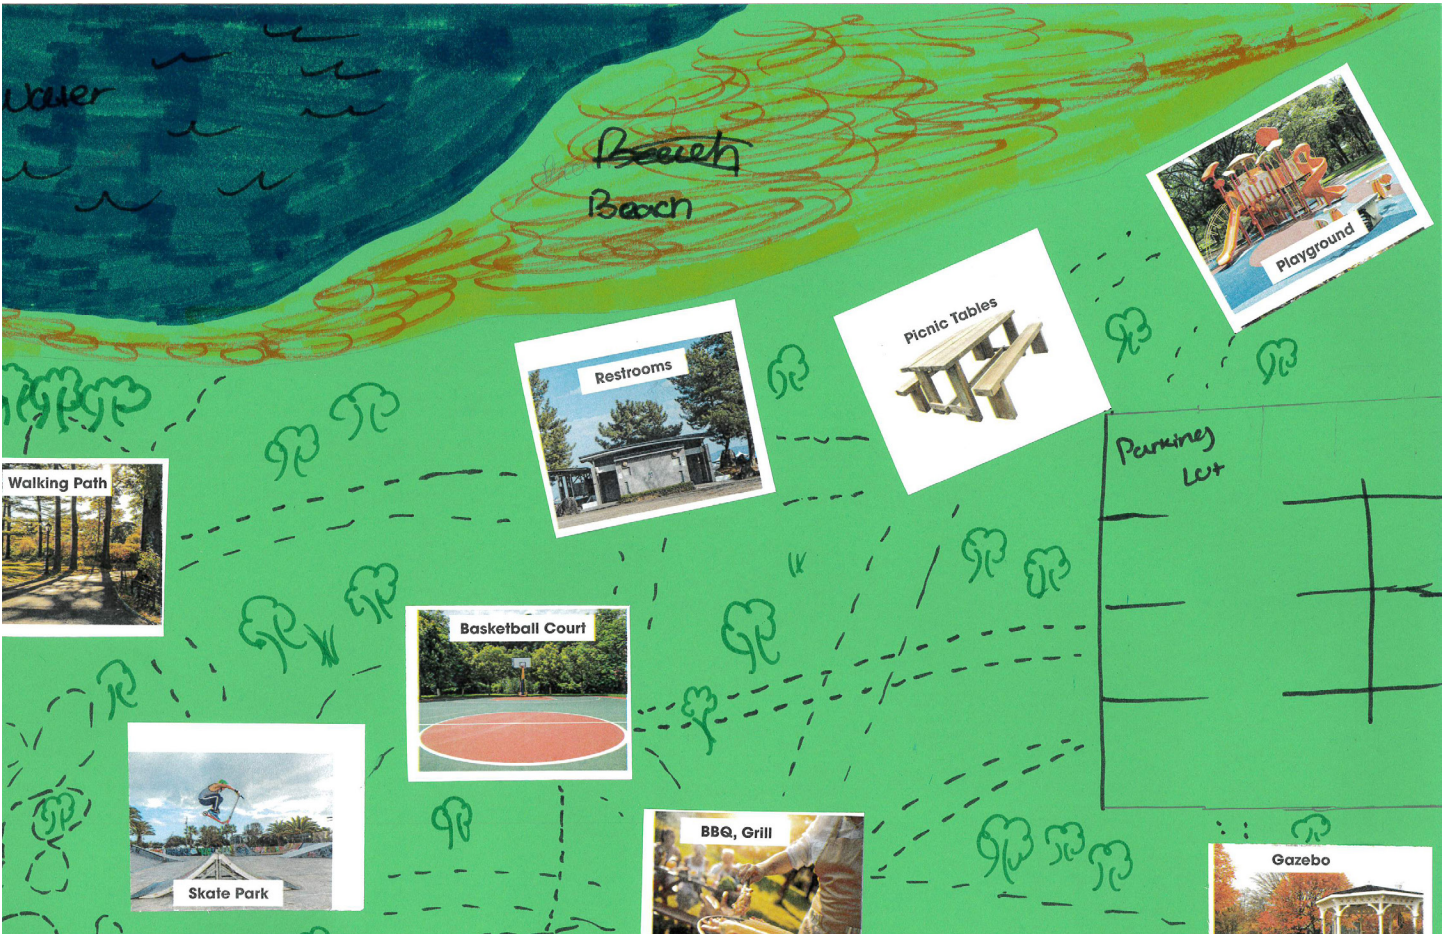 Water
Beach
Beach
Playground
Picnic Tables
Restrooms
Parking
Lot
Walking Path
Basketball Court
BBQ, Grill
Skate Park
Gazebo